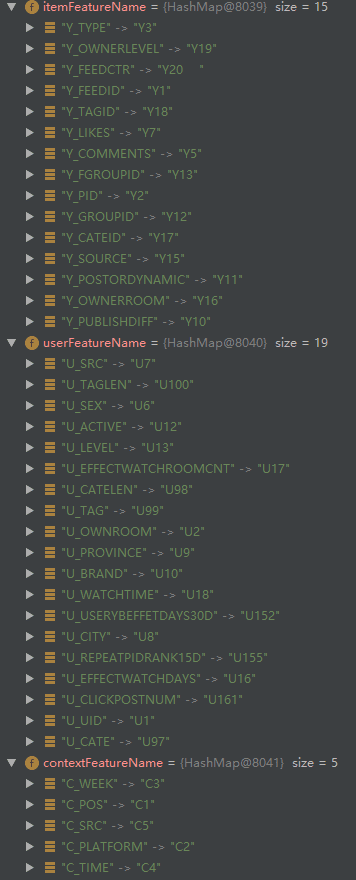 itemFeatureName = {HashMap@8039} size = 15
"Y_TYPE" -> "Y3"
"Y_OWNERLEVEL" -> "Y19"
"Y_FEEDCTR" -> "Y20   "
"Y_FEEDID" -> "Y1"
"Y_TAGID" -> "Y18"
"Y_LIKES" -> "Y7"
"Y_COMMENTS" -> "Y5"
"Y_FGROUPID" -> "Y13"
"Y_PID" -> "Y2"
"Y_GROUPID" -> "Y12"
"Y_CATEID" -> "Y17"
"Y_SOURCE" -> "Y15"
"Y_POSTORDYNAMIC" -> "Y11"
"Y_OWNERROOM" -> "Y16"
"Y_PUBLISHDIFF" -> "Y10"
userFeatureName = {HashMap@8040} size = 19
"U_SRC" -> "U7"
"U_TAGLEN" -> "U100"
"U_SEX" -> "U6"
"U_ACTIVE" -> "U12"
"U_LEVEL" -> "U13"
"U_EFFECTWATCHROOMCNT" -> "U17"
"U_CATELEN" -> "U98"
"U_TAG" -> "U99"
"U_OWNROOM" -> "U2"
"U_PROVINCE" -> "U9"
"U_BRAND" -> "U10"
"U_WATCHTIME" -> "U18"
"U_USERYBEFFETDAYS30D" -> "U152"
"U_CITY" -> "U8"
"U_REPEATPIDRANK15D" -> "U155"
"U_EFFECTWATCHDAYS" -> "U16"
"U_CLICKPOSTNUM" -> "U161"
"U_UID" -> "U1"
"U_CATE" -> "U97"
contextFeatureName = {HashMap@8041} size = 5
"C_WEEK" -> "C3"
"C_POS" -> "C1"
"C_SRC" -> "C5"
"C_PLATFORM" -> "C2"
"C_TIME" -> "C4"